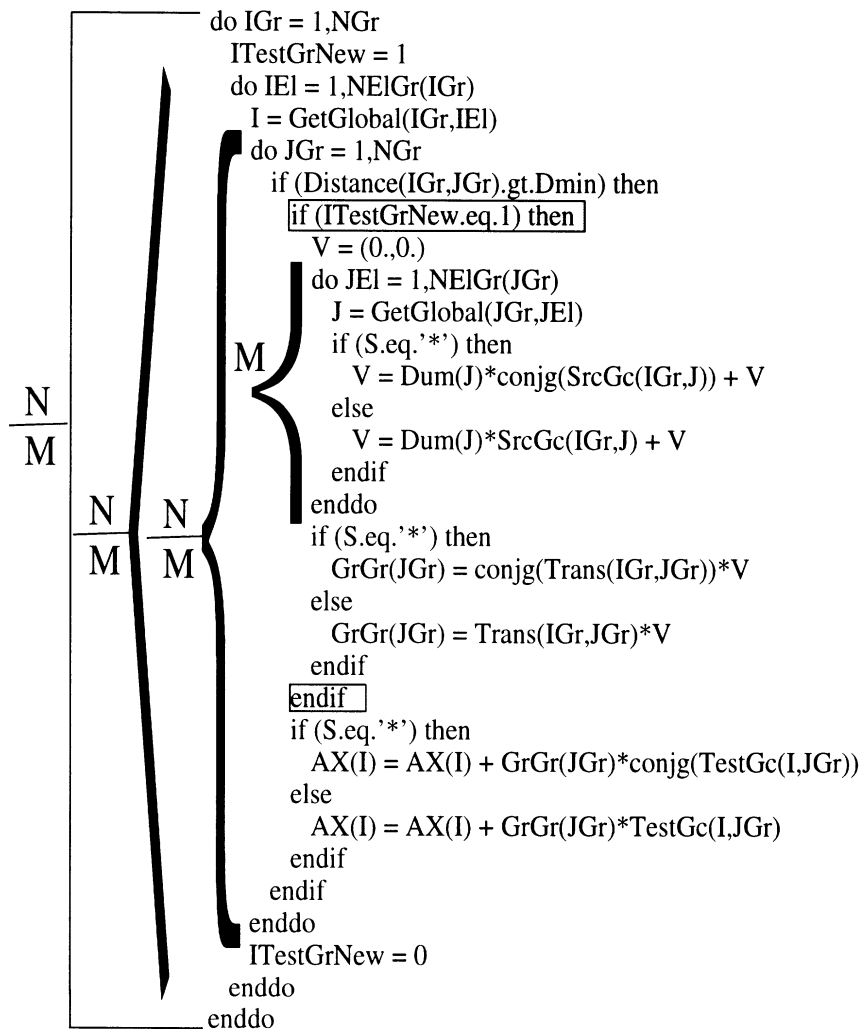 do IGr = 1,NGr
ITestGrNew = 1
do IEl = 1,NElGr(IGr)
I = GetGlobal(IGr,IEl)
do JGr = 1,NGr
if (Distance(IGr,JGr).gt.Dmin) then
if (ITestGrNew.eq.1) then
V = (0.,0.)
do JEl = 1,NElGr(JGr)
J = GetGlobal(JGr,JEl)
if (S.eq.'*') then
M
V = Dum(J)*conjg(SrcGc(IGr,J)) + V
else
N
M
V = Dum(J)*SrcGc(IGr,J) + V
endif
enddo
N
M
N
M
if (S.eq.'*') then
GrGr(JGr) = conjg(Trans(IGr,JGr))*V
else
GrGr(JGr) = Trans(IGr,JGr)*V
endif
endif
if (S.eq.'*') then
AX(I) = AX(I) + GrGr(JGr)*conjg(TestGc(I,JGr))
else
AX(I) = AX(I) + GrGr(JGr)*TestGc(I,JGr)
endif
endif
enddo
ITestGrNew = 0
enddo
enddo